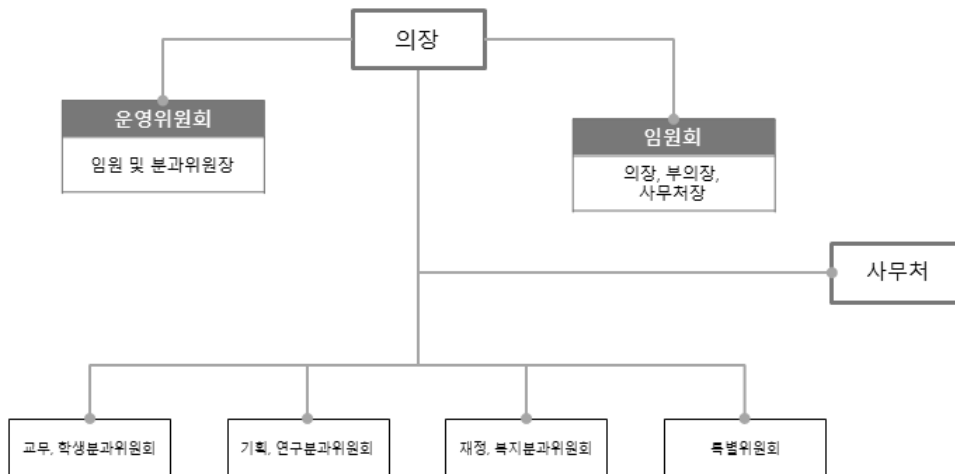 의장
운영위원회
임원 및 분과위원장
임원회
의장, 부의장,
사무처장
사무처
교무, 학생분과위원회
기획, 연구분과위원회
재정, 복지분과위원회
특별위원회